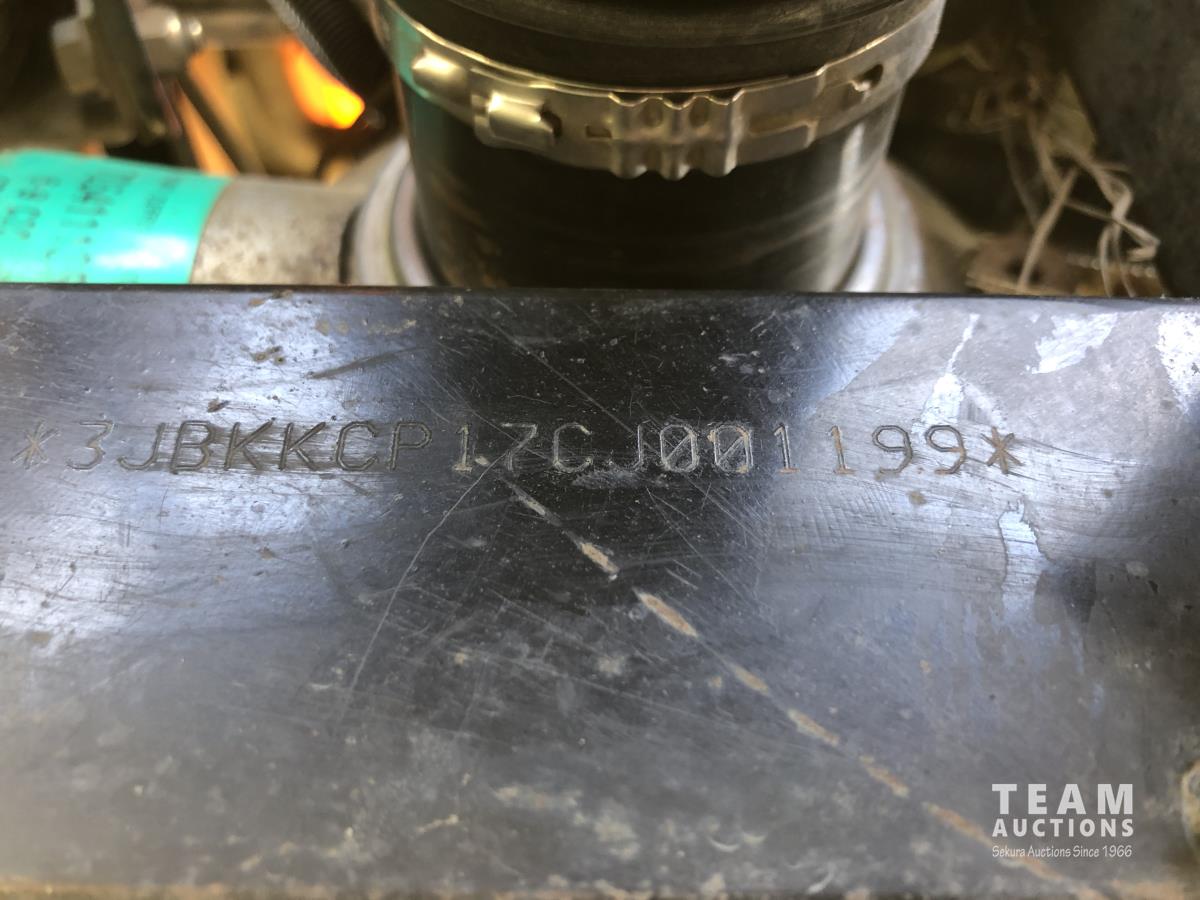 *3JBKKCP17CJ001199*
TEAM
AUCTIONS
Sekura Auctions Since 1966